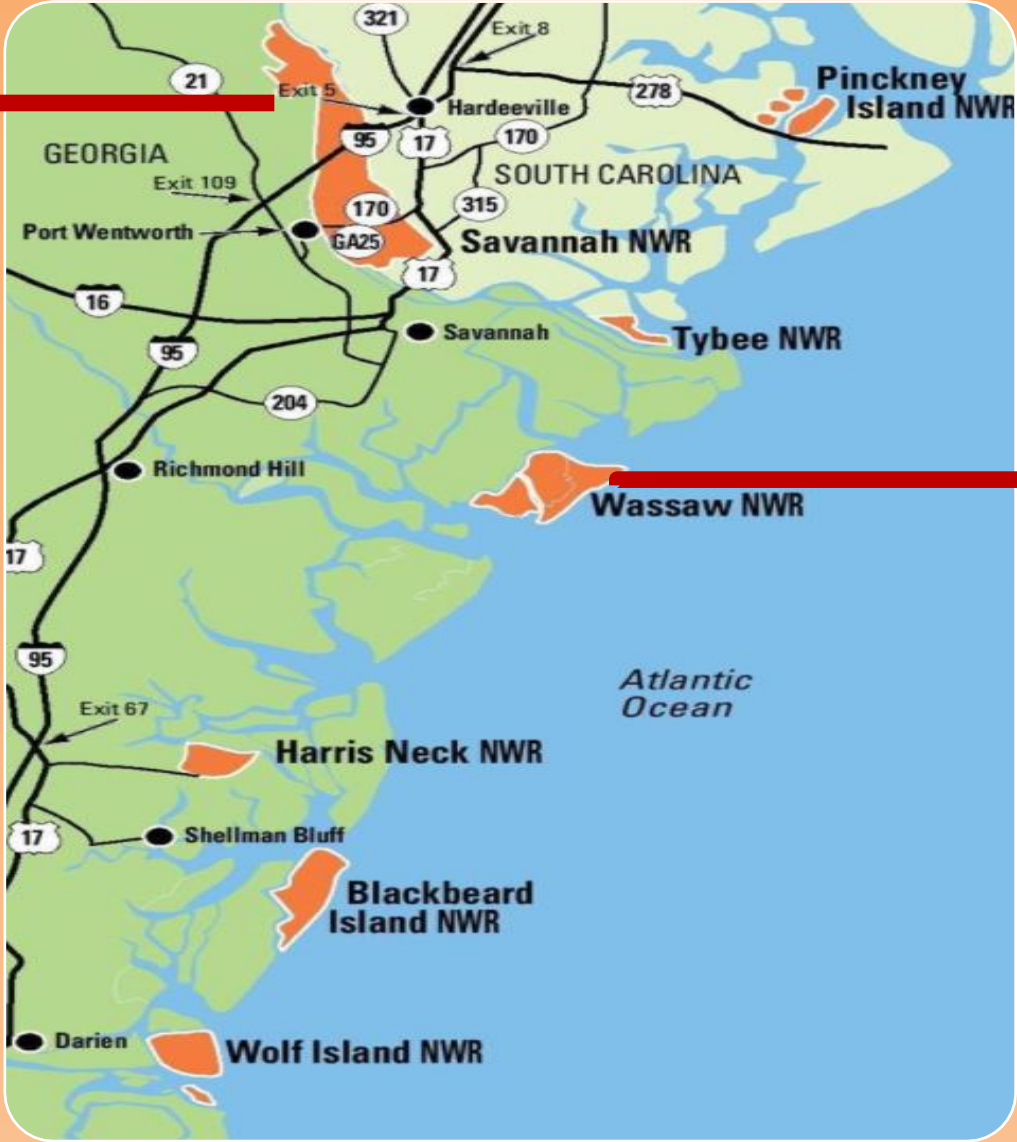 321
Exit 8
21
Exit 5
278
Pinckney
Island NWR
Hardeeville
95
17
170
GEORGIA
SOUTH CAROLINA
Exit 109
170
315
Port Wentworth
GA25
Savannah NWR
17
16
Savannah
Tybee NWR
95
204
Richmond Hill
Wassaw NWR
17
95
Atlantic
Ocean
Exit 67
Harris Neck NWR
17
Shellman Bluff
Blackbeard
Island NWR
Darien
Wolf Island NWR